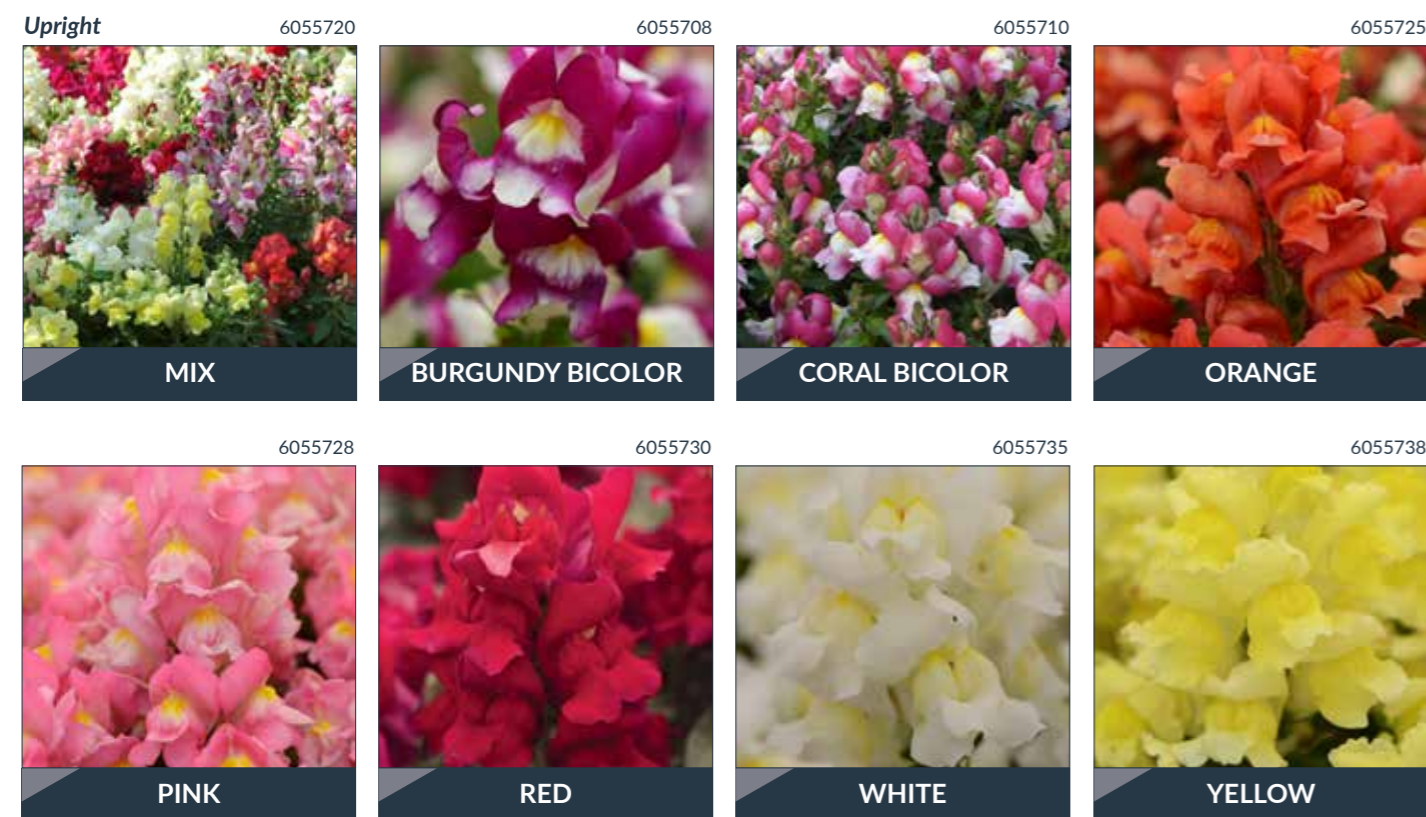 Upright 6055720 6055708 6055710 6055725
MIX BURGUNDY BICOLOR CORAL BICOLOR ORANGE
6055728 6055730 6055735 6055738
PINK RED WHITE YELLOW